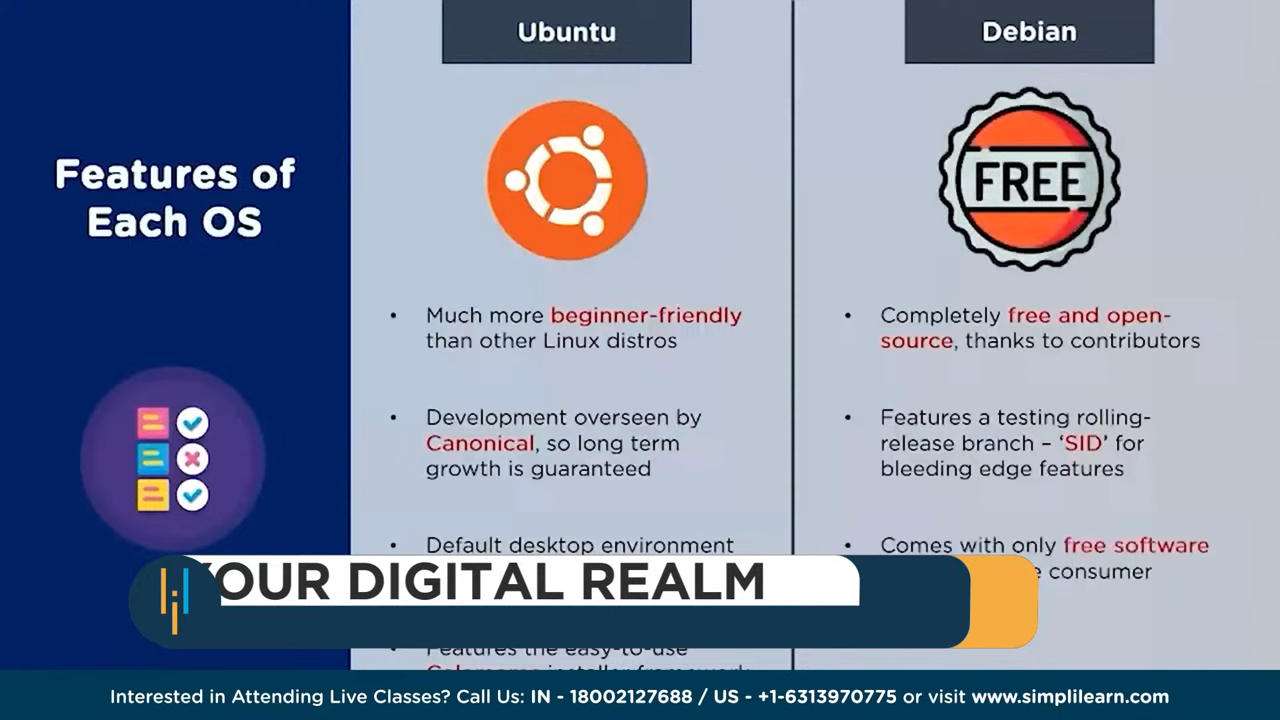 Ubuntu
Debian
Features of
Each OS
FREE
• Much more beginner-friendly
than other Linux distros
• Development overseen by
Canonical, so long term
growth is guaranteed
• Default desktop environment
Features the easy-to-use
• Completely free and open-
source, thanks to contributors
• Features a testing rolling-
release branch – ‘SID’ for
bleeding edge features
• Comes with only free software
consumer
OUR DIGITAL REALM
Interested in Attending Live Classes? Call Us: IN - 18002127688 / US - +1-6313970775 or visit www.simplilearn.com